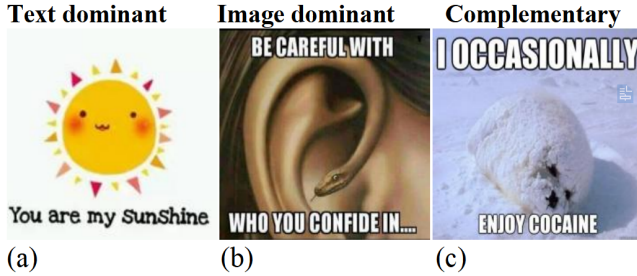 Text dominant
Image dominant
Complementary
You are my sunshine
BE CAREFUL WITH
WHO YOU CONFIDE IN....
I OCCASIONALLY
ENJOY COCAINE
(a)
(b)
(c)